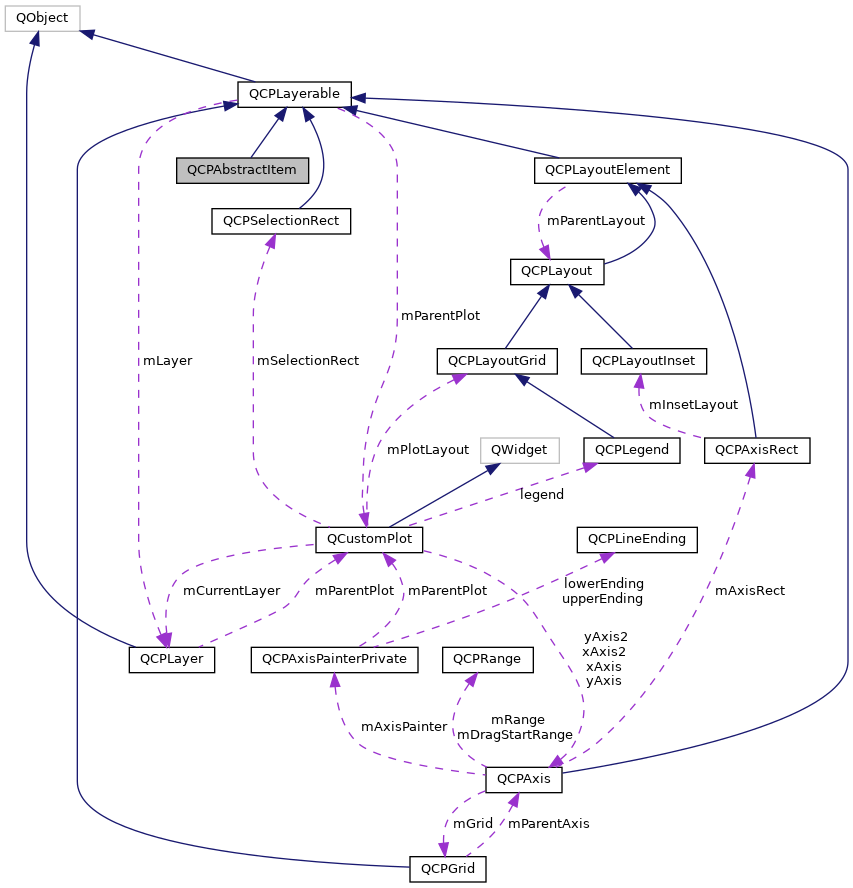 QObject
QCPLayerable
QCPAbstractItem
QCPLayoutElement
QCPSelectionRect
mParentLayout
QCPLayout
mParentPlot
mLayer
mSelectionRect
QCPLayoutGrid
QCPLayoutInset
mInsetLayout
mPlotLayout
QWidget
QCPLegend
QCPAxisRect
legend
QCustomPlot
QCPLineEnding
mCurrentLayer
mParentPlot
mParentPlot
lowerEnding
upperEnding
mAxisRect
yAxis2
xAxis2
xAxis
yAxis
QCPLayer
QCPAxisPainterPrivate
QCPRange
mAxisPainter
mRange
mDragStartRange
QCPAxis
mGrid
mParentAxis
QCPGrid